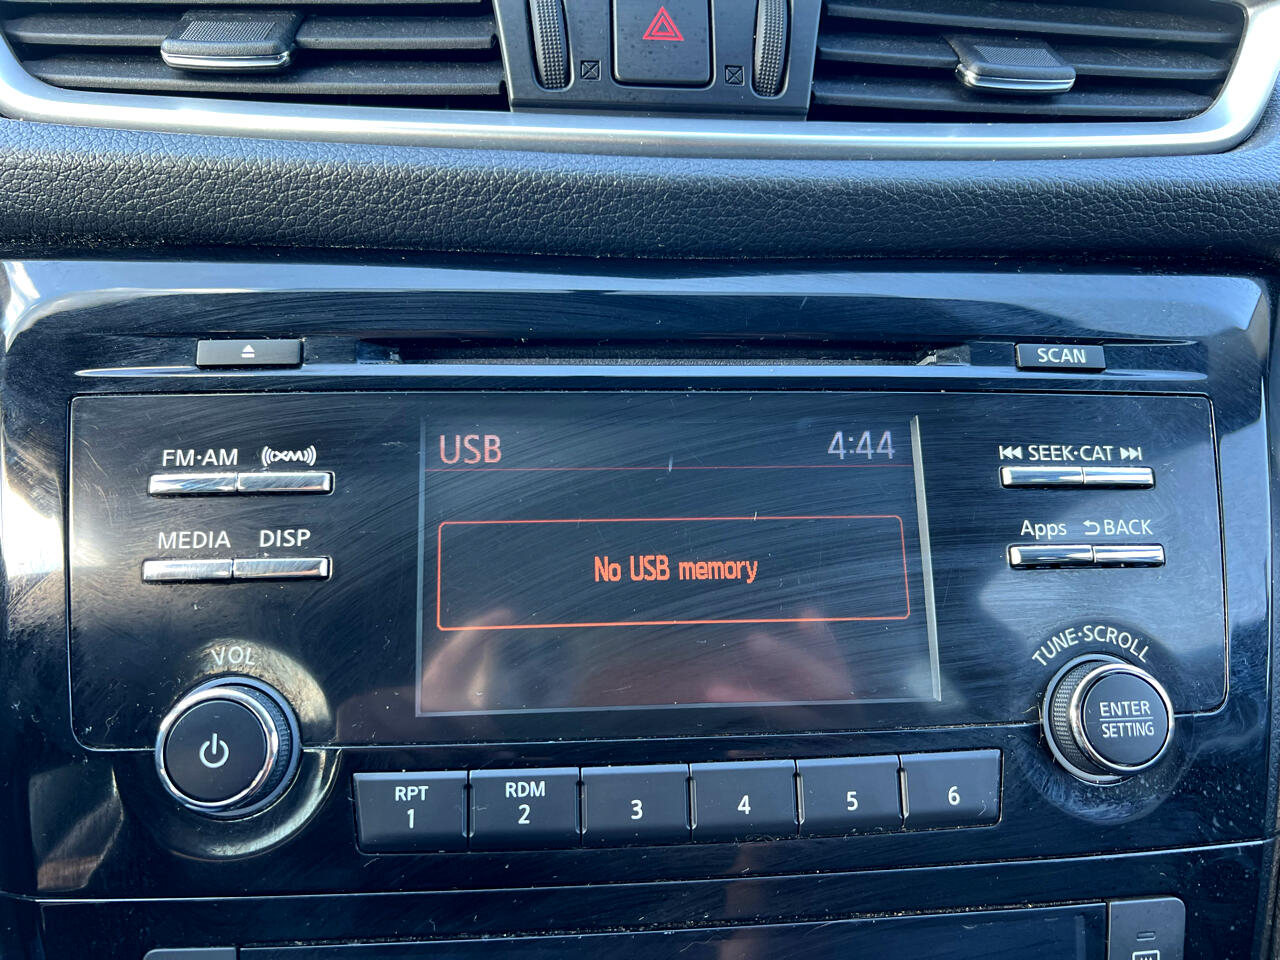 SCAN
FM·AM
XM
USB
4:44
SEEK·CAT
MEDIA
DISP
Apps
BACK
No USB memory
VOL
TUNE·SCROLL
ENTER
SETTING
RPT
1
RDM
2
3
4
5
6